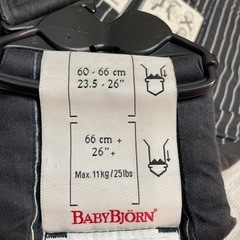 60 - 66 cm
23.5 - 26"
66 cm +
26" +
Max. 11 kg / 25 lbs
BABYBJÖRN